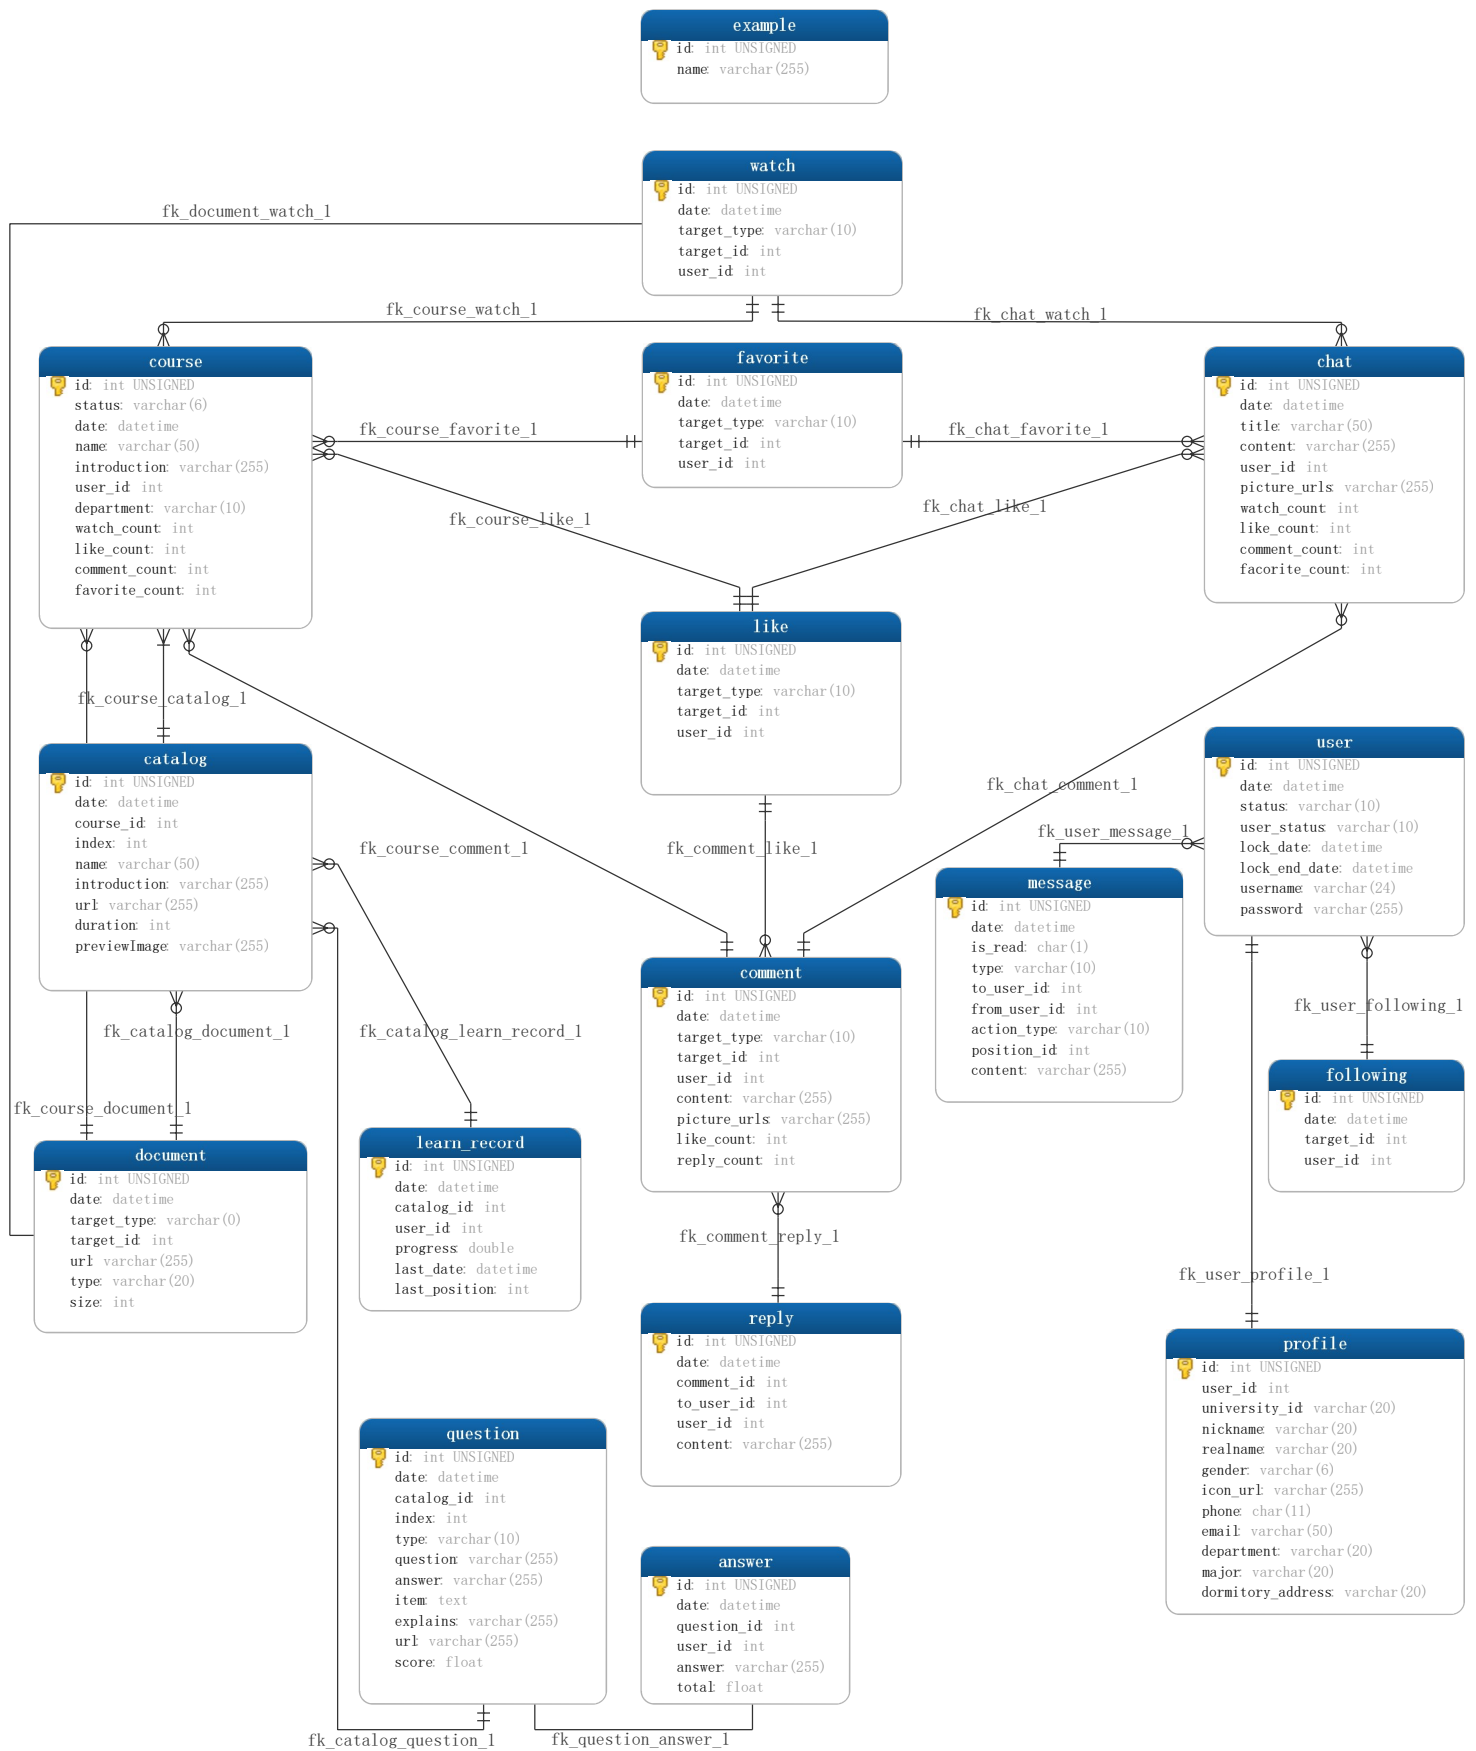 example
id: int UNSIGNED
name: varchar(255)
watch
id: int UNSIGNED
date: datetime
target_type: varchar(10)
target_id: int
user_id: int
fk_document_watch_1
fk_course_watch_1
fk_chat_watch_1
course
id: int UNSIGNED
status: varchar(6)
date: datetime
name: varchar(50)
introduction: varchar(255)
user_id: int
department: varchar(10)
watch_count: int
like_count: int
comment_count: int
favorite_count: int
favorite
id: int UNSIGNED
date: datetime
target_type: varchar(10)
target_id: int
user_id: int
chat
id: int UNSIGNED
date: datetime
title: varchar(50)
content: varchar(255)
user_id: int
picture_urls: varchar(255)
watch_count: int
like_count: int
comment_count: int
facorite_count: int
fk_course_favorite_1
fk_chat_favorite_1
fk_course_like_1
fk_chat_like_1
like
id: int UNSIGNED
date: datetime
target_type: varchar(10)
target_id: int
user_id: int
fk_course_catalog_1
catalog
id: int UNSIGNED
date: datetime
course_id: int
index: int
name: varchar(50)
introduction: varchar(255)
url: varchar(255)
duration: int
previewImage: varchar(255)
user
id: int UNSIGNED
date: datetime
status: varchar(10)
user_status: varchar(10)
lock_date: datetime
lock_end_date: datetime
username: varchar(24)
password: varchar(255)
fk_chat_comment_1
fk_user_message_1
fk_course_comment_1
fk_comment_like_1
message
id: int UNSIGNED
date: datetime
is_read: char(1)
type: varchar(10)
to_user_id: int
from_user_id: int
action_type: varchar(10)
position_id: int
content: varchar(255)
comment
id: int UNSIGNED
date: datetime
target_type: varchar(10)
target_id: int
user_id: int
content: varchar(255)
picture_urls: varchar(255)
like_count: int
reply_count: int
fk_user_following_1
fk_catalog_document_1
fk_catalog_learn_record_1
following
id: int UNSIGNED
date: datetime
target_id: int
user_id: int
fk_course_document_1
document
id: int UNSIGNED
date: datetime
target_type: varchar(0)
target_id: int
url: varchar(255)
type: varchar(20)
size: int
learn_record
id: int UNSIGNED
date: datetime
catalog_id: int
user_id: int
progress: double
last_date: datetime
last_position: int
fk_comment_reply_1
fk_user_profile_1
reply
id: int UNSIGNED
date: datetime
comment_id: int
to_user_id: int
user_id: int
content: varchar(255)
profile
id: int UNSIGNED
user_id: int
university_id: varchar(20)
nickname: varchar(20)
realname: varchar(20)
gender: varchar(6)
icon_url: varchar(255)
phone: char(11)
email: varchar(50)
department: varchar(20)
major: varchar(20)
dormitory_address: varchar(20)
question
id: int UNSIGNED
date: datetime
catalog_id: int
index: int
type: varchar(10)
question: varchar(255)
answer: varchar(255)
item: text
explains: varchar(255)
url: varchar(255)
score: float
answer
id: int UNSIGNED
date: datetime
question_id: int
user_id: int
answer: varchar(255)
total: float
fk_catalog_question_1
fk_question_answer_1